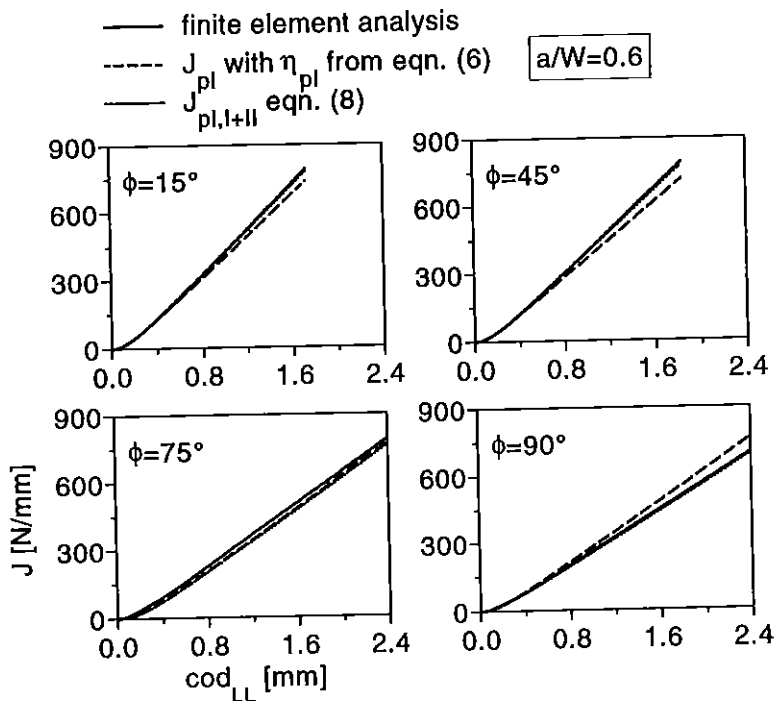 finite element analysis
J_pl with η_pl from eqn. (6)
J_pl,I+II eqn. (8)
a/W=0.6
900
600
300
0
0.0 0.8 1.6 2.4
ϕ=15°
900
600
300
0
0.0 0.8 1.6 2.4
ϕ=45°
900
600
300
0
0.0 0.8 1.6 2.4
ϕ=75°
J [N/mm]
cod_LL [mm]
900
600
300
0
0.0 0.8 1.6 2.4
ϕ=90°